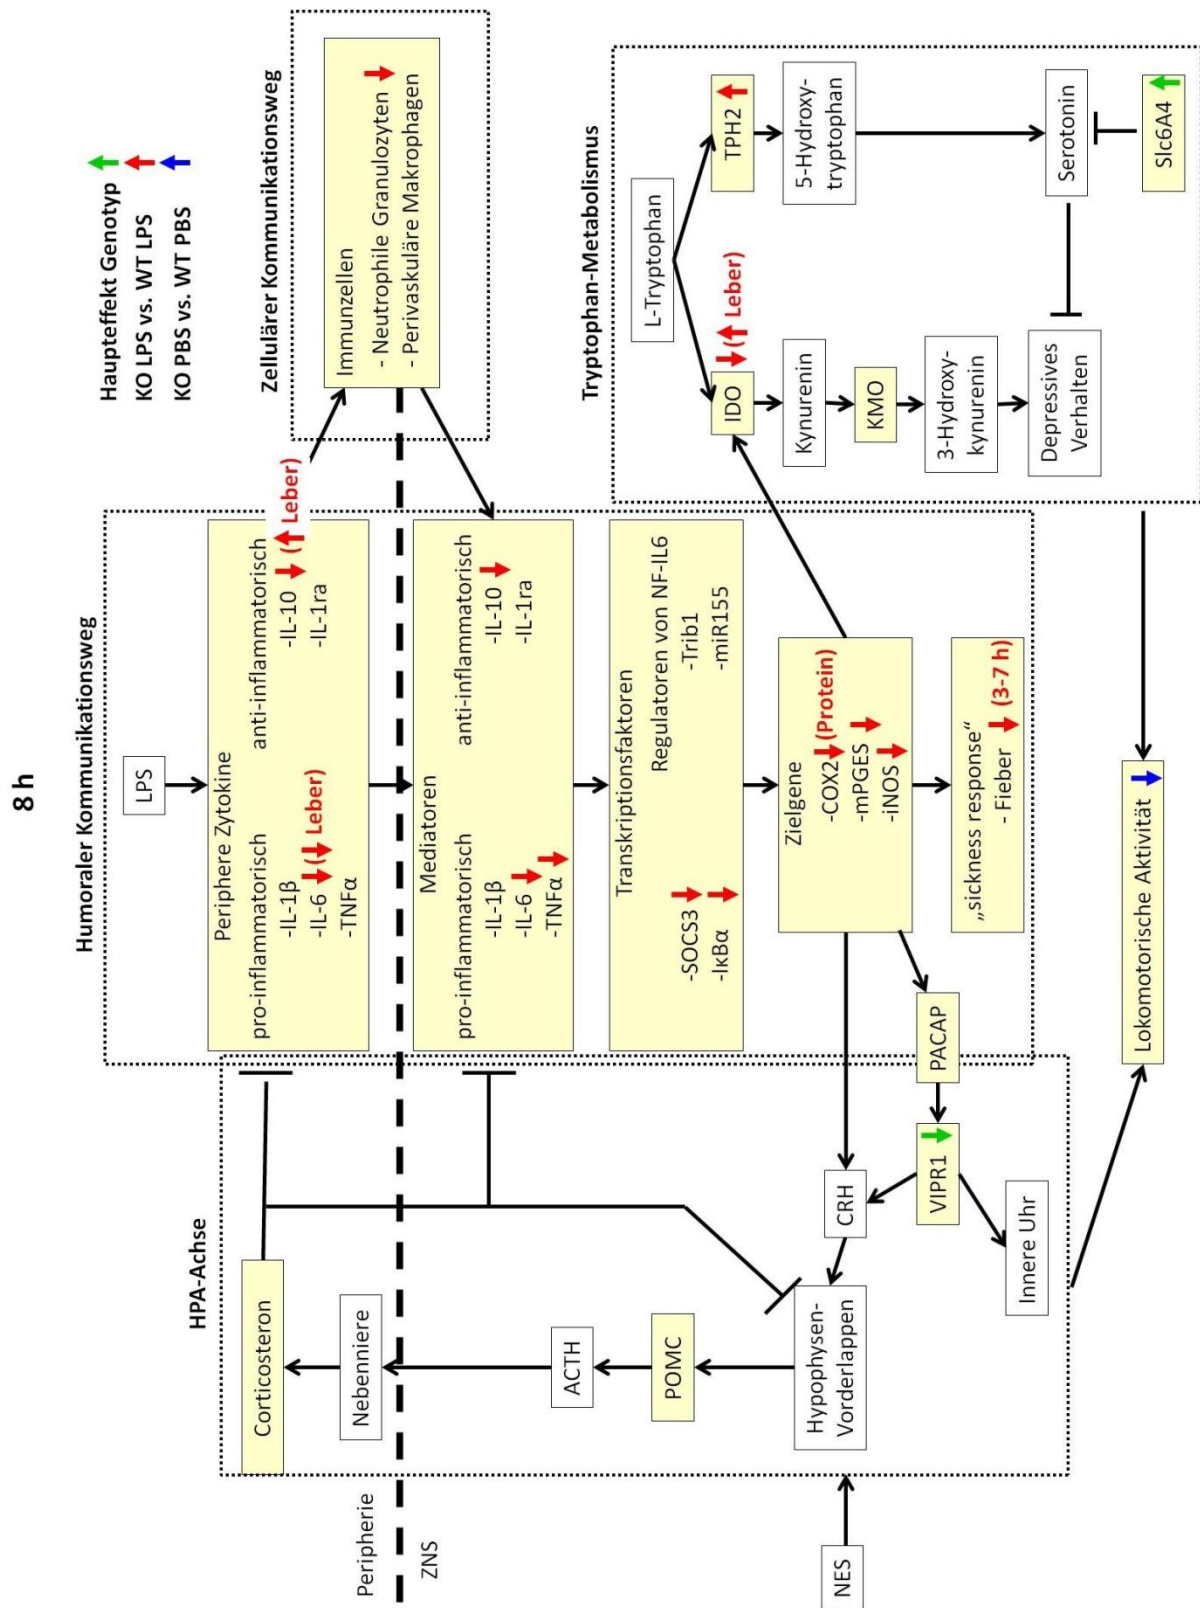 8 h
Humoraler Kommunikationsweg
Haupteffekt Genotyp
KO LPS vs. WT LPS
KO PBS vs. WT PBS
HPA-Achse
Corticosteron
Nebenniere
Peripherie
ZNS
ACTH
POMC
Hypophysen-
Vorderlappen
CRH
VIPR1
PACAP
Innere Uhr
NES
LPS
Periphere Zytokine
pro-inflammatorisch
-IL-1β
-IL-6 (Leber)
-TNFα
anti-inflammatorisch
-IL-10 (Leber)
-IL-1ra
Mediatoren
pro-inflammatorisch
-IL-1β
-IL-6
-TNFα
anti-inflammatorisch
-IL-10
-IL-1ra
Transkriptionsfaktoren
-SOCS3
-IκBα
Regulatoren von NF-IL6
-Trib1
-miR155
Zielgene
-COX2 (Protein)
-mPGES
-iNOS
„sickness response“
- Fieber (3-7 h)
Lokomotorische Aktivität
Zellulärer Kommunikationsweg
Immunzellen
- Neutrophile Granulozyten
- Perivaskuläre Makrophagen
Tryptophan-Metabolismus
L-Tryptophan
IDO (Leber)
TPH2
Kynurenin
5-Hydroxy-
tryptophan
KMO
3-Hydroxy-
kynurenin
Depressives
Verhalten
Serotonin
Slc6A4